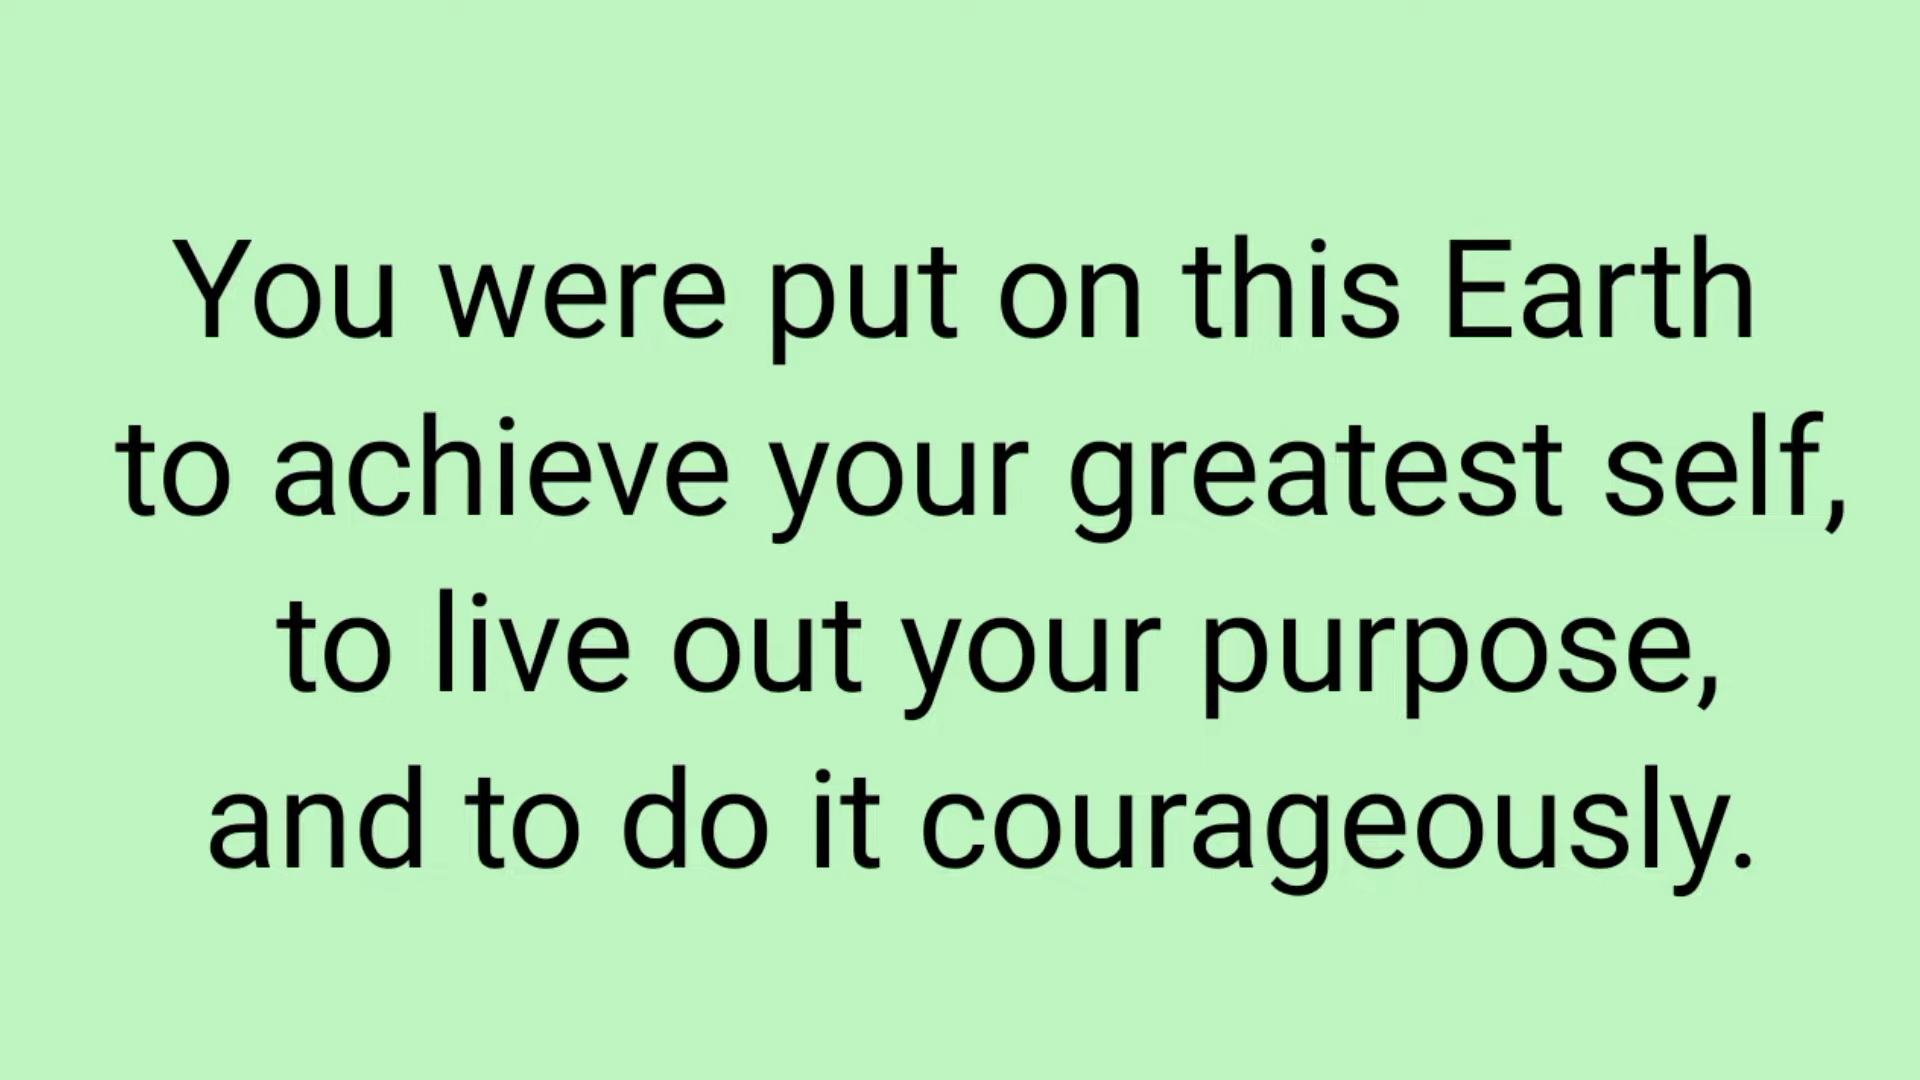 You were put on this Earth
to achieve your greatest self,
to live out your purpose,
and to do it courageously.